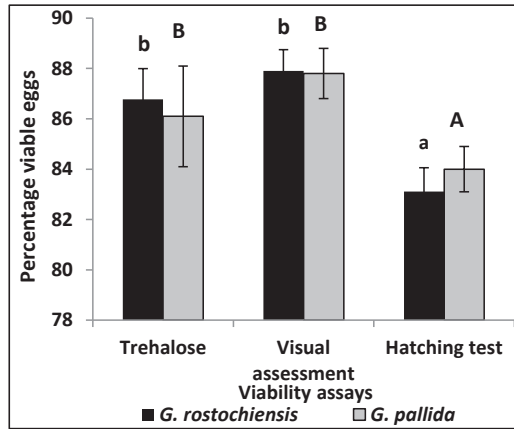 Percentage viable eggs
90
88
86
84
82
80
78
b B
b B
a A
Trehalose Visual assessment Hatching test
Viability assays
G. rostochiensis G. pallida